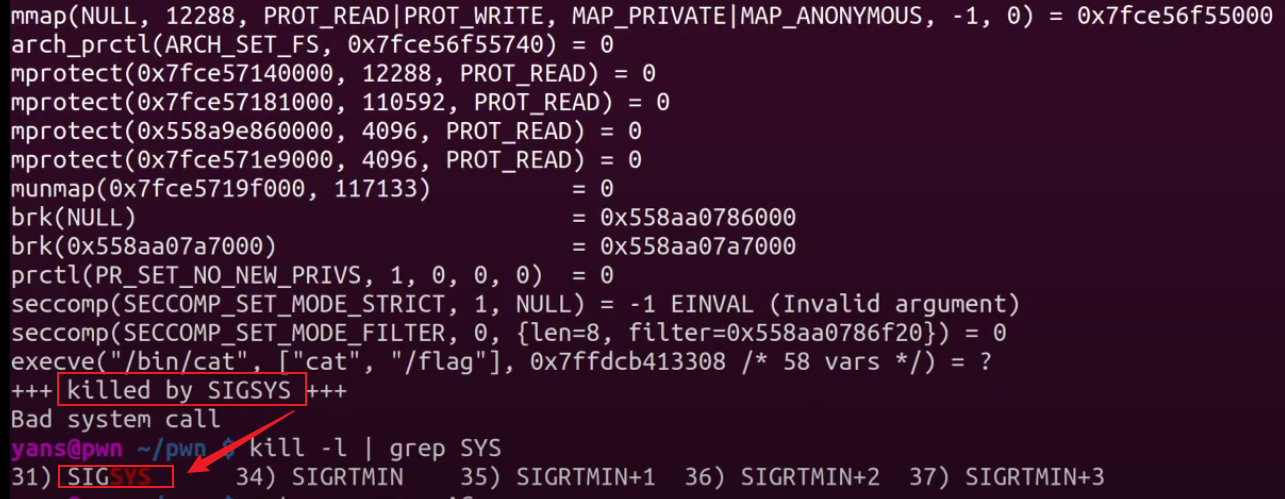 mmap(NULL, 12288, PROT_READ|PROT_WRITE, MAP_PRIVATE|MAP_ANONYMOUS, -1, 0) = 0x7fce56f55000
arch_prctl(ARCH_SET_FS, 0x7fce56f55740) = 0
mprotect(0x7fce57140000, 12288, PROT_READ) = 0
mprotect(0x7fce57181000, 110592, PROT_READ) = 0
mprotect(0x558a9e860000, 4096, PROT_READ) = 0
mprotect(0x7fce571e9000, 4096, PROT_READ) = 0
munmap(0x7fce5719f000, 117133)          = 0
brk(NULL)                               = 0x558aa0786000
brk(0x558aa07a7000)                     = 0x558aa07a7000
prctl(PR_SET_NO_NEW_PRIVS, 1, 0, 0, 0)  = 0
seccomp(SECCOMP_SET_MODE_STRICT, 1, NULL) = -1 EINVAL (Invalid argument)
seccomp(SECCOMP_SET_MODE_FILTER, 0, {len=8, filter=0x558aa0786f20}) = 0
execve("/bin/cat", ["cat", "/flag"], 0x7ffdcb413308 /* 58 vars */) = ?
+++ killed by SIGSYS +++
Bad system call
yans@pwn ~/pwn $ kill -l | grep SYS
31) SIGSYS      34) SIGRTMIN    35) SIGRTMIN+1  36) SIGRTMIN+2  37) SIGRTMIN+3